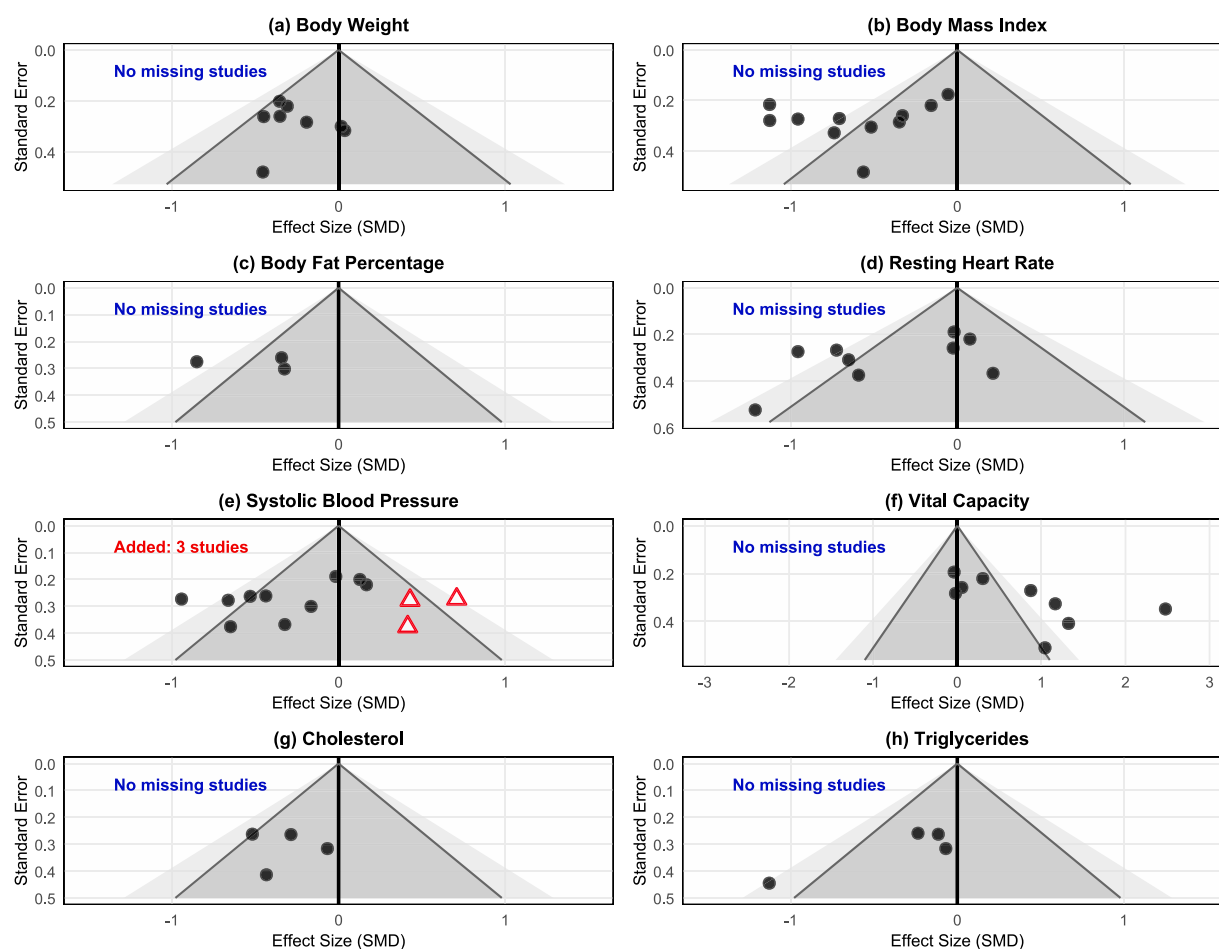 (a) Body Weight
No missing studies
Standard Error
0.0
0.2
0.4
-1
0
1
Effect Size (SMD)
(b) Body Mass Index
No missing studies
Standard Error
0.0
0.2
0.4
-1
0
1
Effect Size (SMD)
(c) Body Fat Percentage
No missing studies
Standard Error
0.0
0.1
0.2
0.3
0.4
0.5
-1
0
1
Effect Size (SMD)
(d) Resting Heart Rate
No missing studies
Standard Error
0.0
0.2
0.4
0.6
-1
0
1
Effect Size (SMD)
(e) Systolic Blood Pressure
Added: 3 studies
Standard Error
0.0
0.1
0.2
0.3
0.4
0.5
-1
0
1
Effect Size (SMD)
(f) Vital Capacity
No missing studies
Standard Error
0.0
0.2
0.4
-3
-2
-1
0
1
2
3
Effect Size (SMD)
(g) Cholesterol
No missing studies
Standard Error
0.0
0.1
0.2
0.3
0.4
0.5
-1
0
1
Effect Size (SMD)
(h) Triglycerides
No missing studies
Standard Error
0.0
0.1
0.2
0.3
0.4
0.5
-1
0
1
Effect Size (SMD)